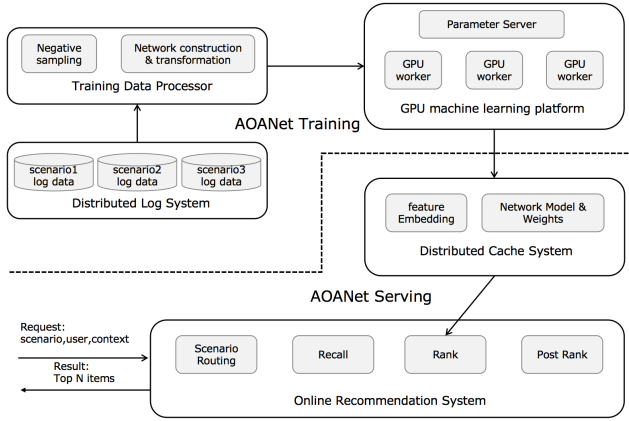 Negative
sampling
Network construction
& transformation
Training Data Processor
Parameter Server
GPU
worker
GPU
worker
GPU
worker
GPU machine learning platform
AOANet Training
scenario1
log data
scenario2
log data
scenario3
log data
Distributed Log System
feature
Embedding
Network Model &
Weights
Distributed Cache System
AOANet Serving
Request:
scenario,user,context
Result:
Top N items
Scenario
Routing
Recall
Rank
Post Rank
Online Recommendation System